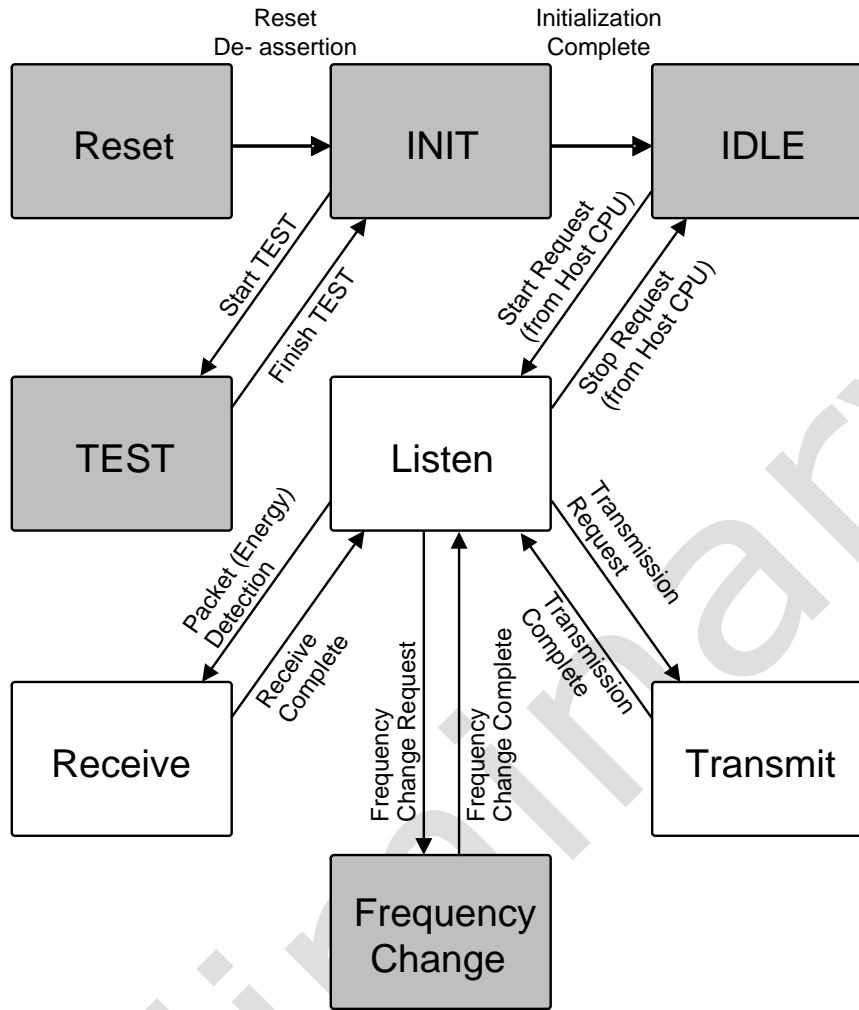 Reset
De- assertion
Initialization
Complete
Reset
INIT
IDLE
Start TEST
Finish TEST
Start Request
(from Host CPU)
Stop Request
(from Host CPU)
TEST
Listen
Packet (Energy)
Detection
Receive
Complete
Frequency
Change Request
Frequency
Change Complete
Transmission
Request
Transmission
Complete
Receive
Transmit
Frequency
Change